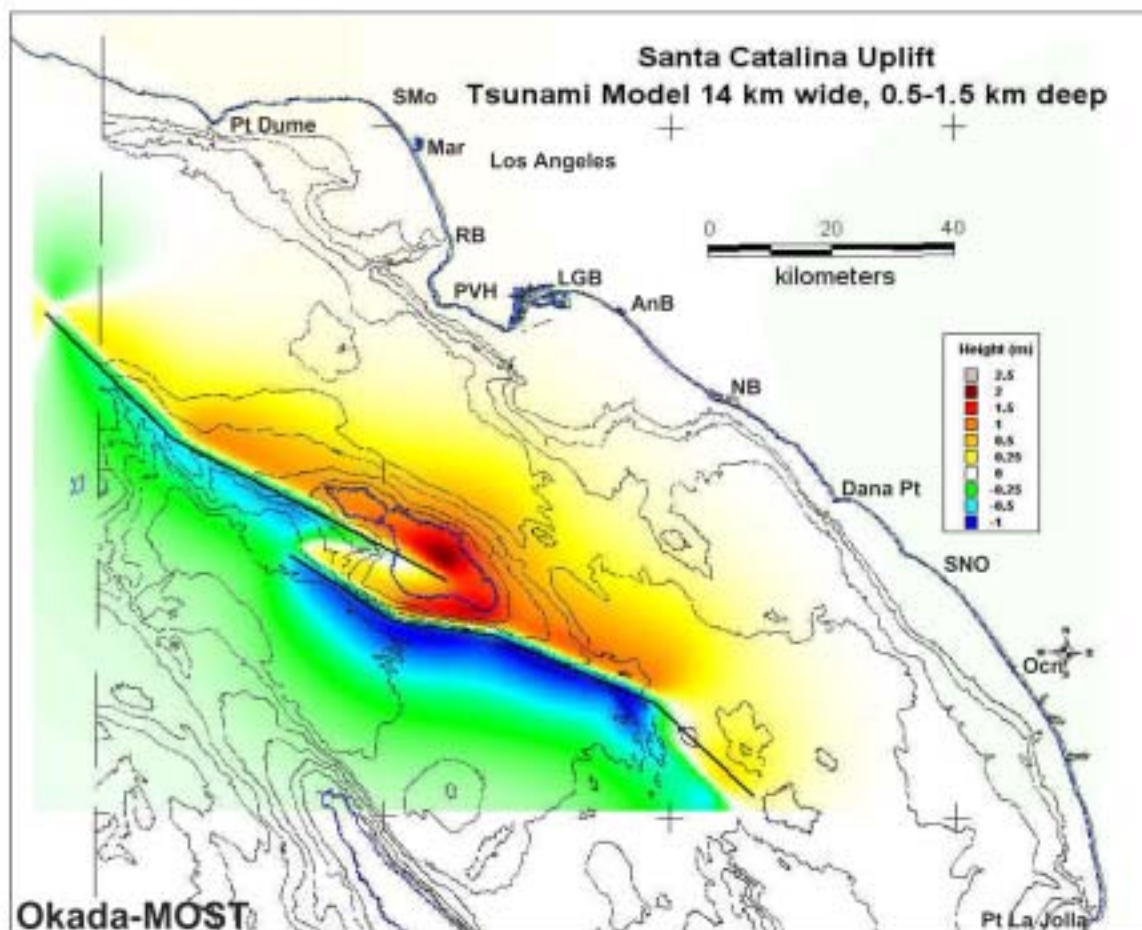 Santa Catalina Uplift
Tsunami Model 14 km wide, 0.5-1.5 km deep
SMo
Pt Dume
Mar
Los Angeles
RB
0 20 40
kilometers
PVH
LGB
AnB
Height (m)
2.5
2
1.5
1
0.5
0.25
0
-0.25
-0.5
-1
NB
Dana Pt
SNO
Ocn
Okada-MOST
Pt La Jolla